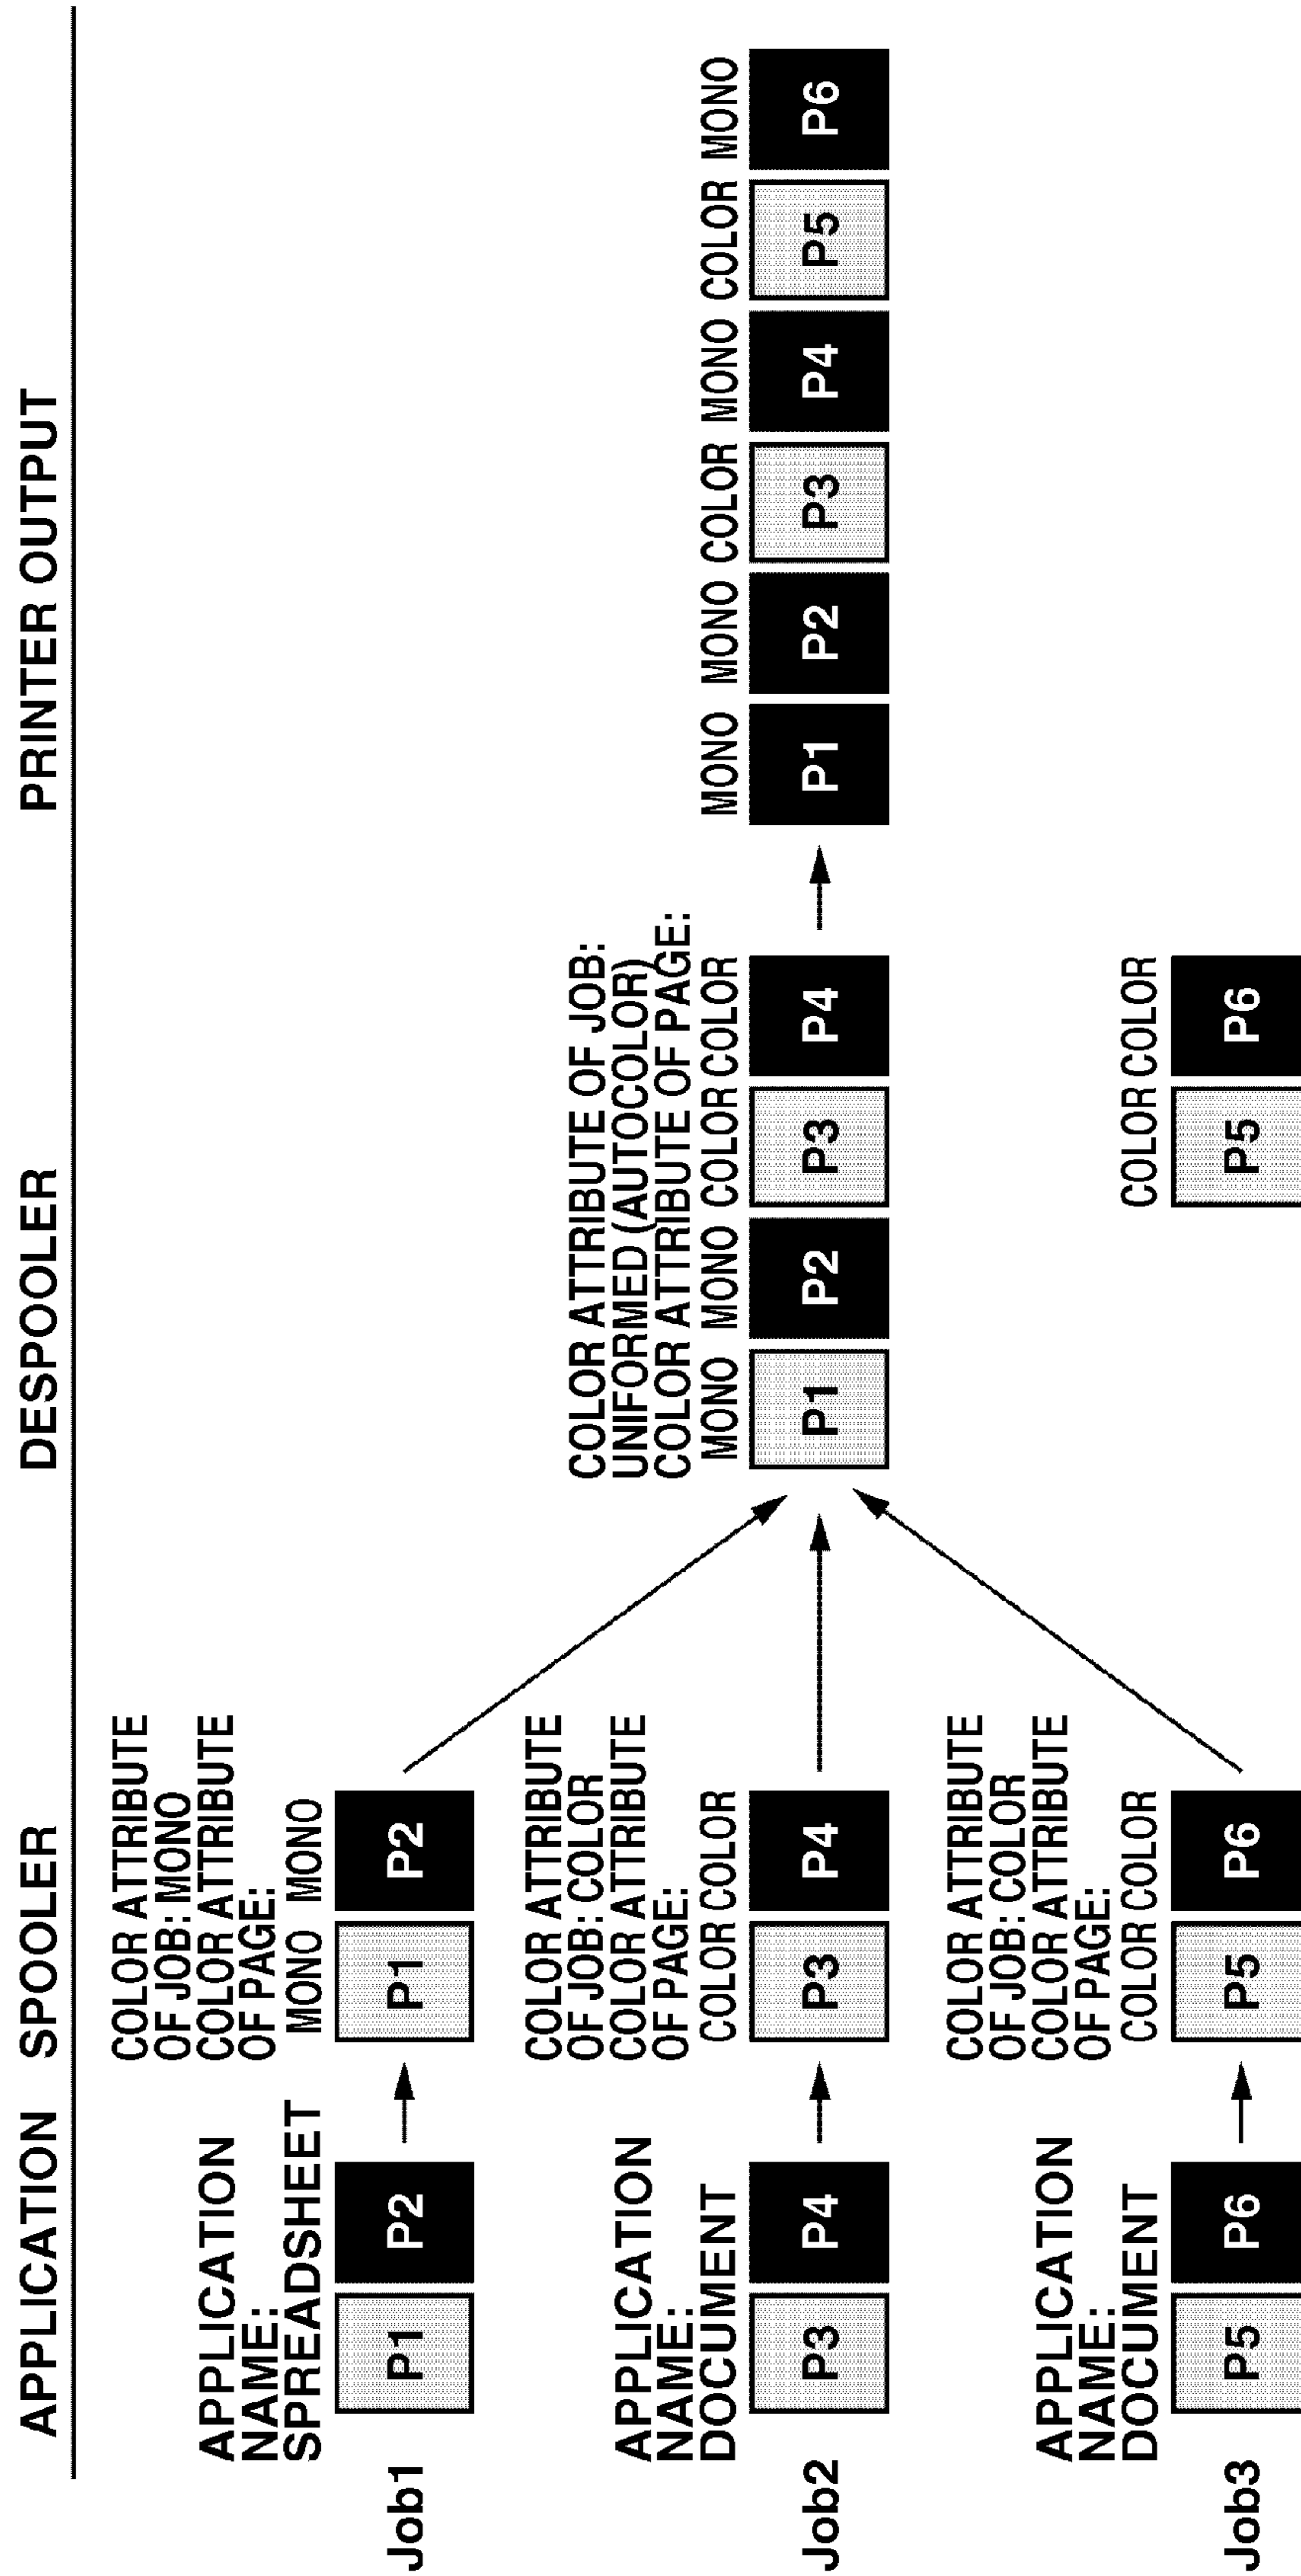 APPLICATION SPOOLER DESPOOLER PRINTER OUTPUT
Job1
APPLICATION
NAME:
SPREADSHEET
P1 P2
COLOR ATTRIBUTE
OF JOB: MONO
COLOR ATTRIBUTE
OF PAGE:
MONO MONO
P1 P2
Job2
APPLICATION
NAME:
DOCUMENT
P3 P4
COLOR ATTRIBUTE
OF JOB: COLOR
COLOR ATTRIBUTE
OF PAGE:
COLOR COLOR
P3 P4
COLOR ATTRIBUTE OF JOB:
UNIFORMED (AUTOCOLOR)
COLOR ATTRIBUTE OF PAGE:
MONO MONO COLOR COLOR
P1 P2 P3 P4
MONO MONO COLOR MONO COLOR MONO
P1 P2 P3 P4 P5 P6
Job3
APPLICATION
NAME:
DOCUMENT
P5 P6
COLOR ATTRIBUTE
OF JOB: COLOR
COLOR ATTRIBUTE
OF PAGE:
COLOR COLOR
P5 P6
COLOR COLOR
P5 P6